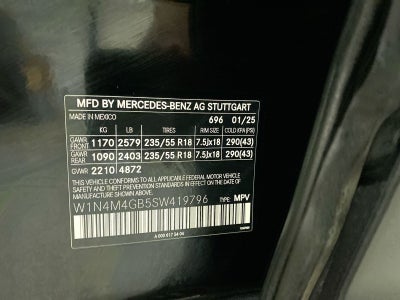 MFD BY MERCEDES-BENZ AG STUTTGART
MADE IN MEXICO 696 01/25
KG LB TIRES RIM SIZE COLD KPA (PSI)
GAWR FRONT 1170 2579 235/55 R18 7.5Jx18 290(43)
GAWR REAR 1090 2403 235/55 R18 7.5Jx18 290(43)
GVWR 2210 4872
THIS VEHICLE CONFORMS TO ALL APPLICABLE FEDERAL MOTOR VEHICLE
SAFETY, BUMPER, AND THEFT PREVENTION STANDARDS IN EFFECT
ON THE DATE OF MANUFACTURE SHOWN ABOVE.
W1N4M4GB5SW419796 TYPE: MPV